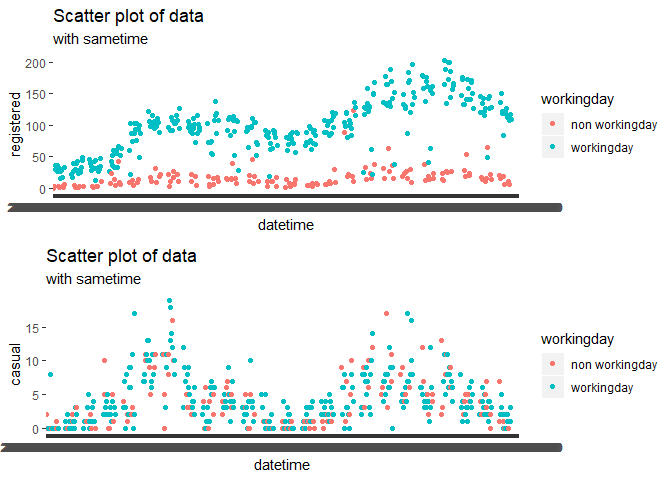 Scatter plot of data
with sametime
200
150
100
50
0
registered
datetime
workingday
non workingday
workingday
Scatter plot of data
with sametime
15
10
5
0
casual
datetime
workingday
non workingday
workingday